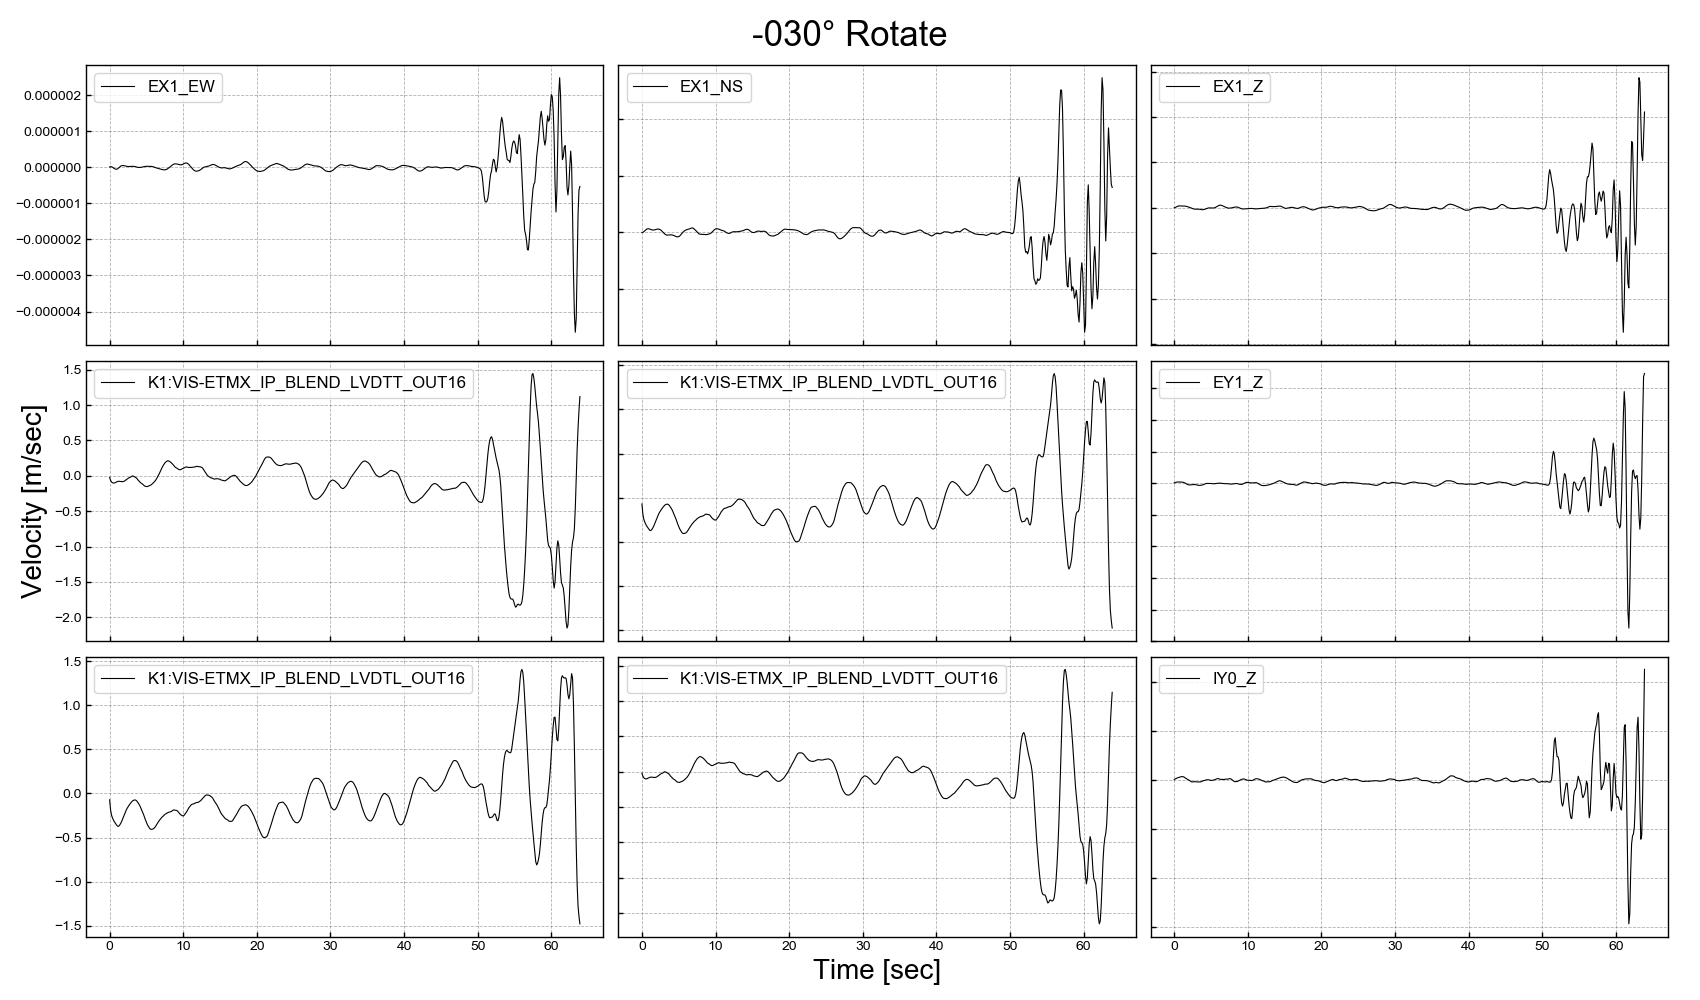 -030° Rotate
EX1_EW
EX1_NS
EX1_Z
0.000002
0.000001
0.000000
−0.000001
−0.000002
−0.000003
−0.000004
K1:VIS-ETMX_IP_BLEND_LVDTT_OUT16
K1:VIS-ETMX_IP_BLEND_LVDTL_OUT16
EY1_Z
1.5
1.0
0.5
0.0
−0.5
−1.0
−1.5
−2.0
Velocity [m/sec]
K1:VIS-ETMX_IP_BLEND_LVDTL_OUT16
K1:VIS-ETMX_IP_BLEND_LVDTT_OUT16
IY0_Z
1.5
1.0
0.5
0.0
−0.5
−1.0
−1.5
0 10 20 30 40 50 60
0 10 20 30 40 50 60
0 10 20 30 40 50 60
Time [sec]